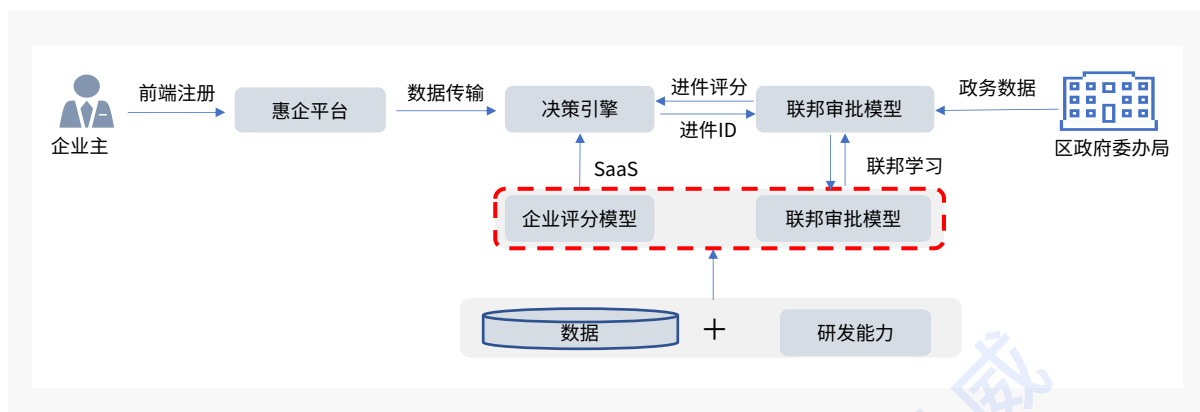 前端注册
惠企平台
数据传输
决策引擎
进件评分
进件ID
联邦审批模型
政务数据
企业主
区政府委办局
SaaS
联邦学习
企业评分模型
联邦审批模型
数据
+
研发能力
威